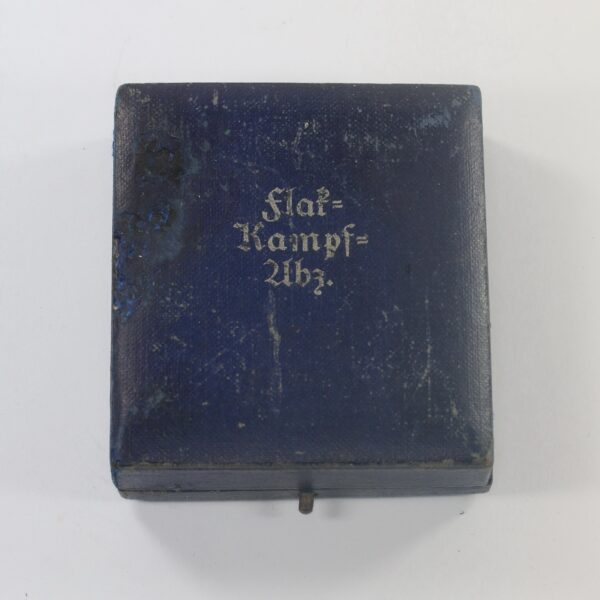 Flak=
Kampf=
Abz.